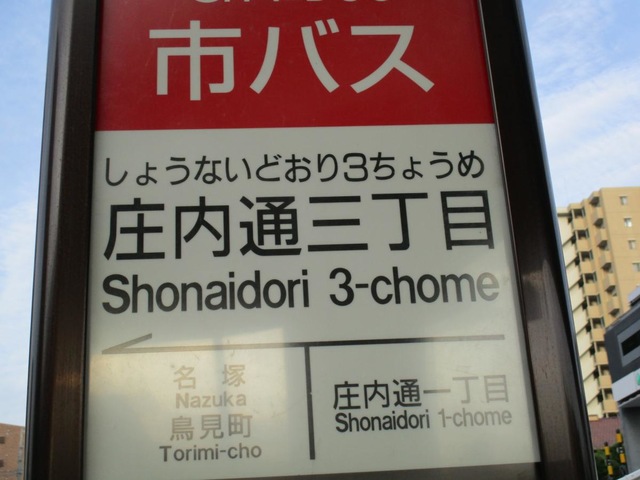 市バス
しょうないどおり3ちょうめ
庄内通三丁目
Shonaidori 3-chome
名塚
Nazuka
鳥見町
Torimi-cho
庄内通一丁目
Shonaidori 1-chome